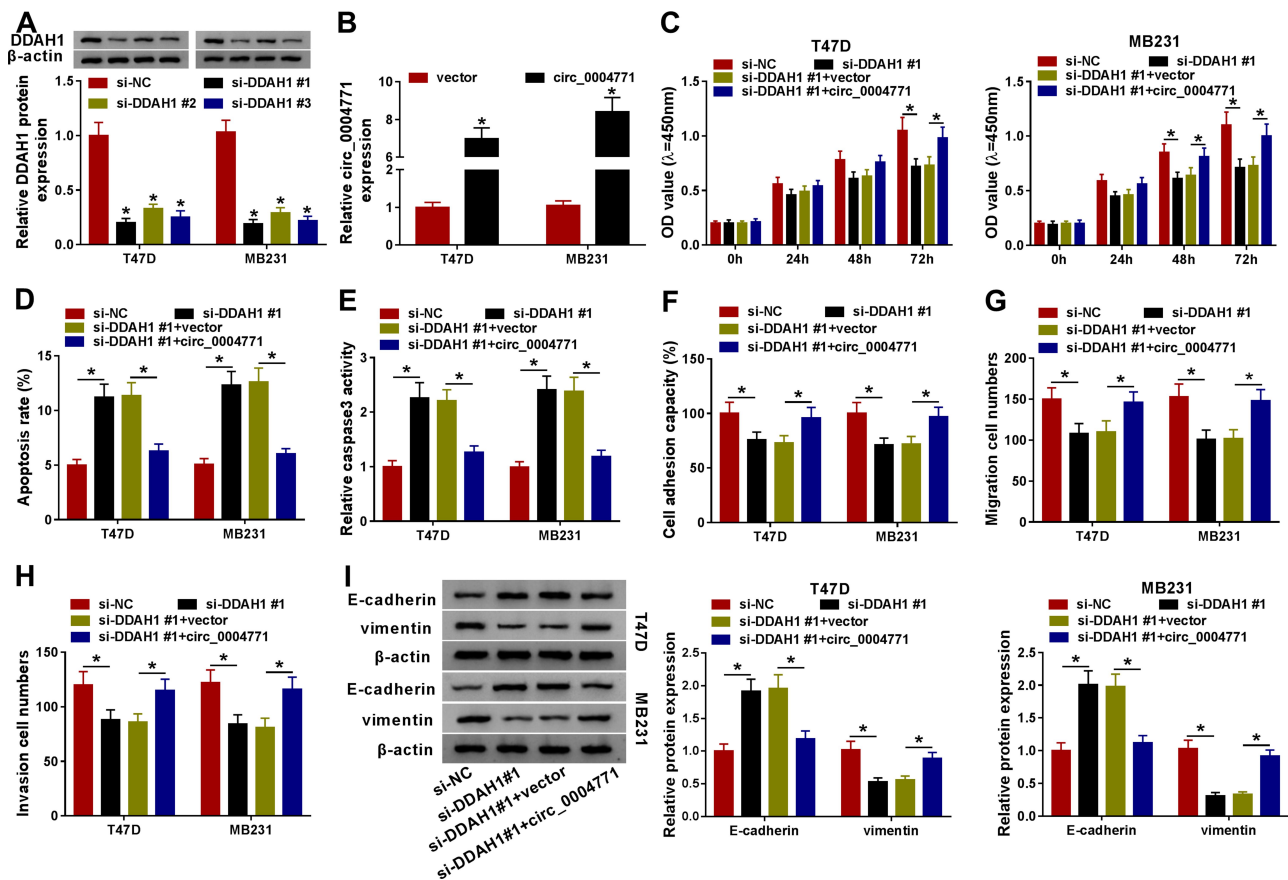 A
DDAH1
β-actin
si-NC si-DDAH1 #1
si-DDAH1 #2 si-DDAH1 #3
Relative DDAH1 protein
expression
1.5
1.0
0.5
0.0
* * * * * *
T47D MB231
B
vector circ_0004771
Relative circ_0004771
expression
10
8
6
2
1
0
* *
T47D MB231
C
T47D
si-NC si-DDAH1 #1
si-DDAH1 #1+vector
si-DDAH1 #1+circ_0004771
OD value (λ=450nm)
1.5
1.0
0.5
0.0
* *
0h 24h 48h 72h
MB231
si-NC si-DDAH1 #1
si-DDAH1 #1+vector
si-DDAH1 #1+circ_0004771
OD value (λ=450nm)
1.5
1.0
0.5
0.0
* * * *
0h 24h 48h 72h
D
si-NC si-DDAH1 #1
si-DDAH1 #1+vector
si-DDAH1 #1+circ_0004771
Apoptosis rate (%)
15
10
5
0
* * * *
T47D MB231
E
si-NC si-DDAH1 #1
si-DDAH1 #1+vector
si-DDAH1 #1+circ_0004771
Relative caspase3 activity
3
2
1
0
* * * *
T47D MB231
F
si-NC si-DDAH1 #1
si-DDAH1 #1+vector
si-DDAH1 #1+circ_0004771
Cell adhesion capacity (%)
150
100
50
0
* * * *
T47D MB231
G
si-NC si-DDAH1 #1
si-DDAH1 #1+vector
si-DDAH1 #1+circ_0004771
Migration cell numbers
200
150
100
50
0
* * * *
T47D MB231
H
si-NC si-DDAH1 #1
si-DDAH1 #1+vector
si-DDAH1 #1+circ_0004771
Invasion cell numbers
150
100
50
0
* * * *
T47D MB231
I
E-cadherin
vimentin
β-actin
T47D
E-cadherin
vimentin
β-actin
MB231
si-NC
si-DDAH1#1
si-DDAH1#1+vector
si-DDAH1#1+circ_0004771
T47D
si-NC si-DDAH1 #1
si-DDAH1 #1+vector
si-DDAH1 #1+circ_0004771
Relative protein expression
2.5
2.0
1.5
1.0
0.5
0.0
* * * *
E-cadherin vimentin
MB231
si-NC si-DDAH1 #1
si-DDAH1 #1+vector
si-DDAH1 #1+circ_0004771
Relative protein expression
2.5
2.0
1.5
1.0
0.5
0.0
* * * *
E-cadherin vimentin